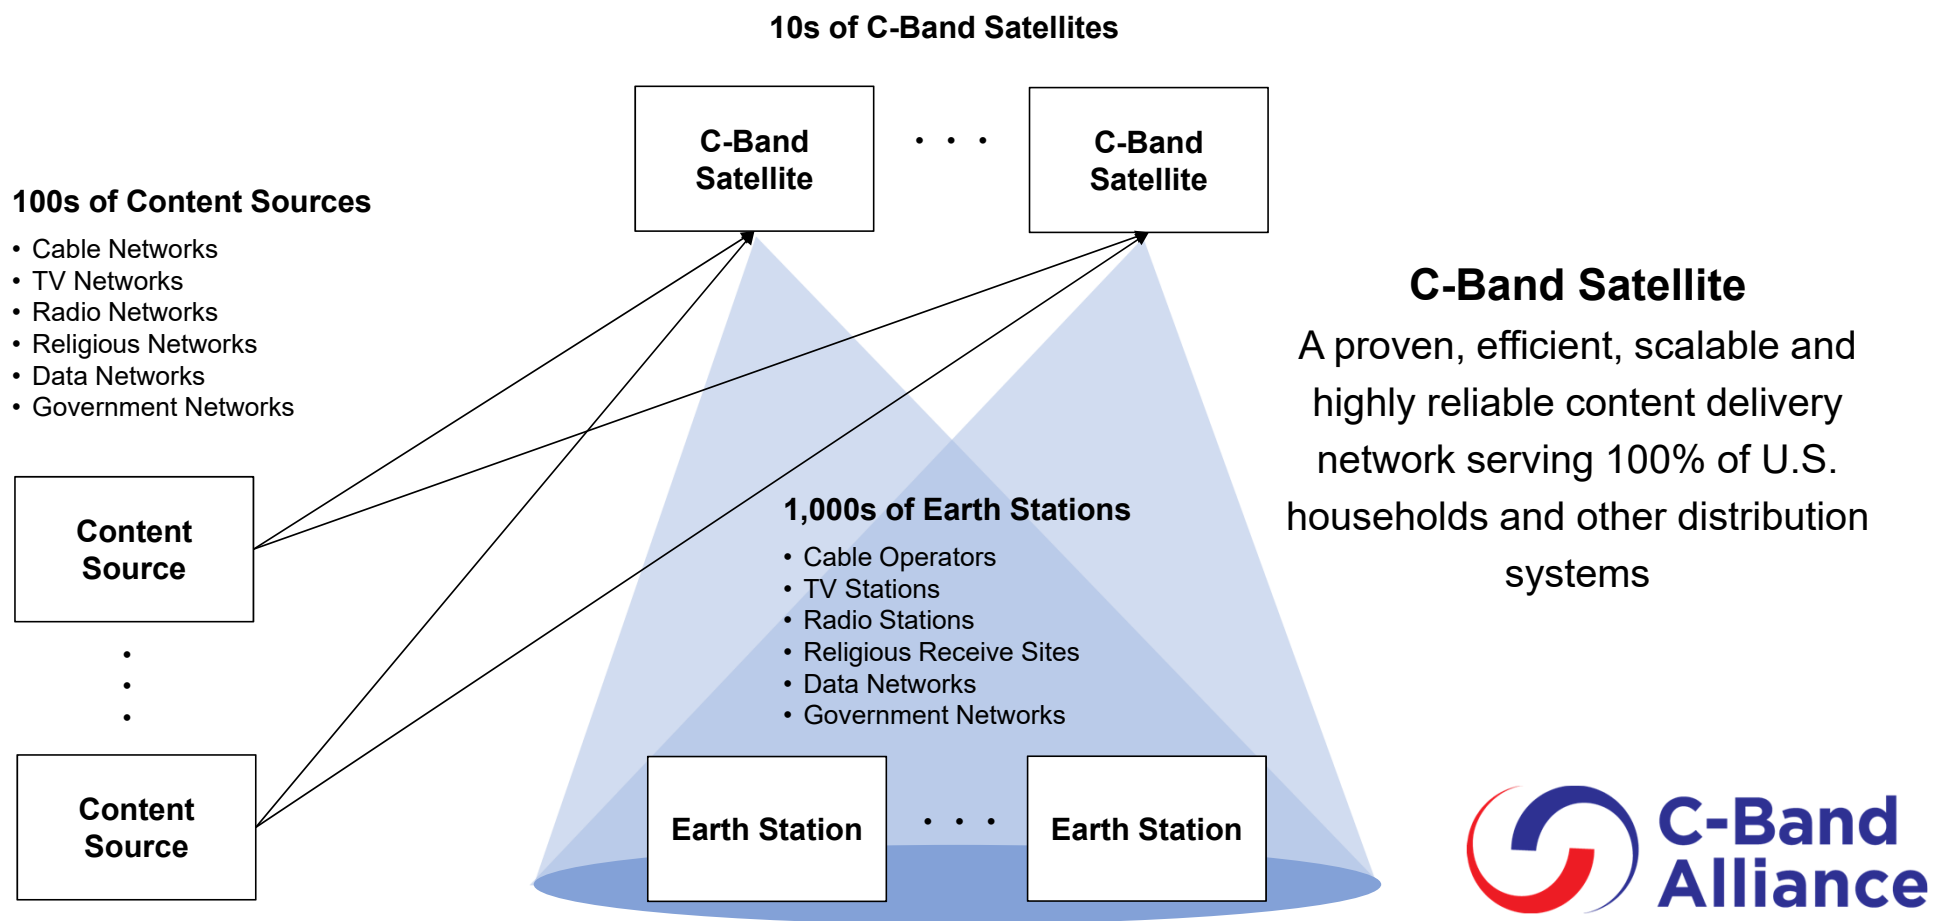 10s of C-Band Satellites
C-Band
Satellite
. . .
C-Band
Satellite
100s of Content Sources
• Cable Networks
• TV Networks
• Radio Networks
• Religious Networks
• Data Networks
• Government Networks
C-Band Satellite
A proven, efficient, scalable and
highly reliable content delivery
network serving 100% of U.S.
households and other distribution
systems
Content
Source
.
.
.
Content
Source
1,000s of Earth Stations
• Cable Operators
• TV Stations
• Radio Stations
• Religious Receive Sites
• Data Networks
• Government Networks
Earth Station
. . .
Earth Station
C-Band
Alliance